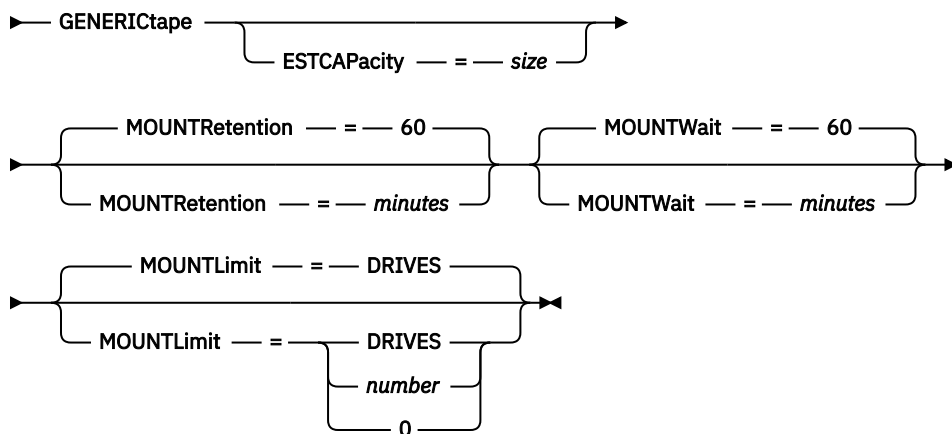 GENERICtape
ESTCAPacity = size
MOUNTRetention = 60 MOUNTWait = 60
MOUNTRetention = minutes MOUNTWait = minutes
MOUNTLimit = DRIVES
MOUNTLimit = DRIVES
number
0